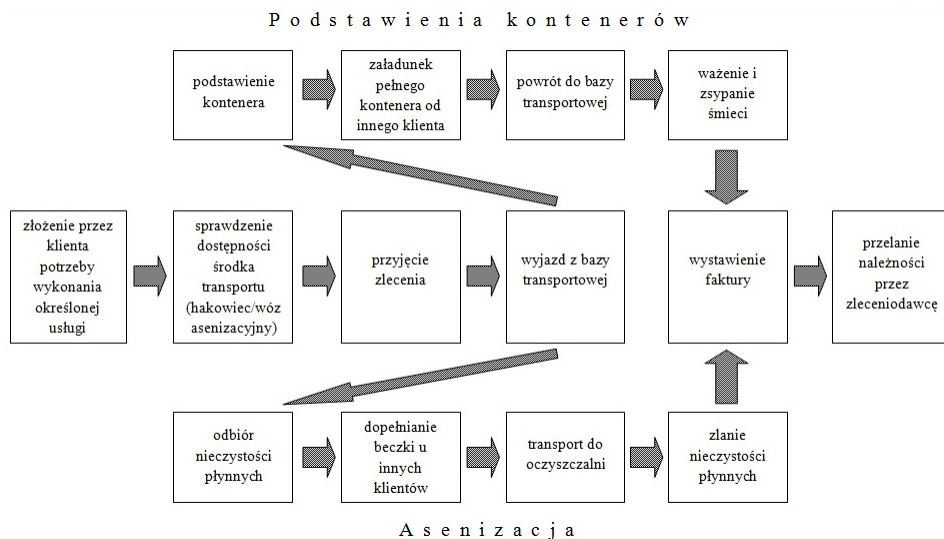 Podstawienia kontenerów
podstawienie
kontenera
załadunek
pełnego
kontenera od
innego klienta
powrót do bazy
transportowej
ważenie i
zsypanie
śmieci
złożenie przez
klienta
potrzeby
wykonania
określonej
usługi
sprawdzenie
dostępności
środka
transportu
(hakowiec/wóz
asenizacyjny)
przyjęcie
zlecenia
wyjazd z bazy
transportowej
wystawienie
faktury
przelanie
należności
przez
zleceniodawcę
odbiór
nieczystości
płynnych
dopełnianie
beczki u
innych
klientów
transport do
oczyszczalni
zlanie
nieczystości
płynnych
Asenizacja